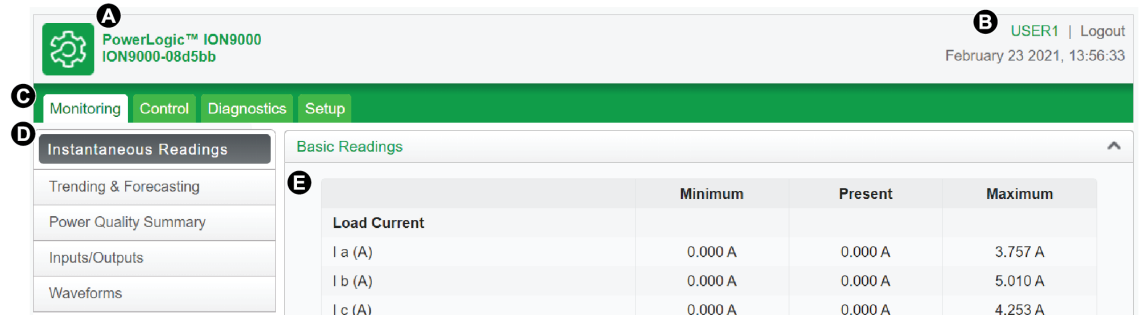 A
PowerLogic™ ION9000
ION9000-08d5bb
B
USER1 | Logout
February 23 2021, 13:56:33
C
Monitoring Control Diagnostics Setup
D
Instantaneous Readings
Trending & Forecasting
Power Quality Summary
Inputs/Outputs
Waveforms
Basic Readings
E
Minimum Present Maximum
Load Current
I a (A) 0.000 A 0.000 A 3.757 A
I b (A) 0.000 A 0.000 A 5.010 A
I c (A) 0.000 A 0.000 A 4.253 A